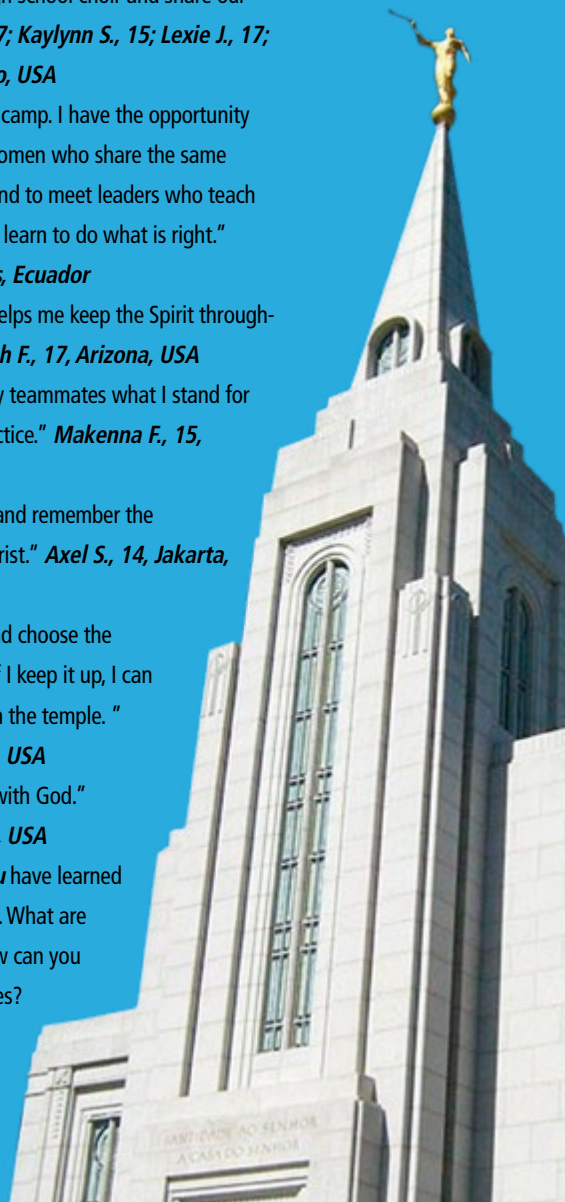 gh school choir and share our
7; Kaylynn S., 15; Lexie J., 17;
o, USA
camp. I have the opportunity
omen who share the same
nd to meet leaders who teach
learn to do what is right.”
s, Ecuador
elps me keep the Spirit through-
h F., 17, Arizona, USA
y teammates what I stand for
ctice.” Makenna F., 15,
and remember the
rist.” Axel S., 14, Jakarta,
d choose the
f I keep it up, I can
n the temple. ”
, USA
with God.”
, USA
u have learned
. What are
w can you
es?
SANTIDADE AO SENHOR
A CASA DO SENHOR